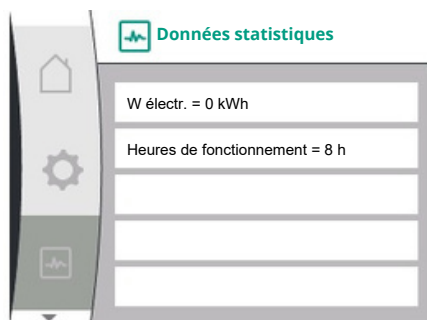 Données statistiques
W électr. = 0 kWh
Heures de fonctionnement = 8 h